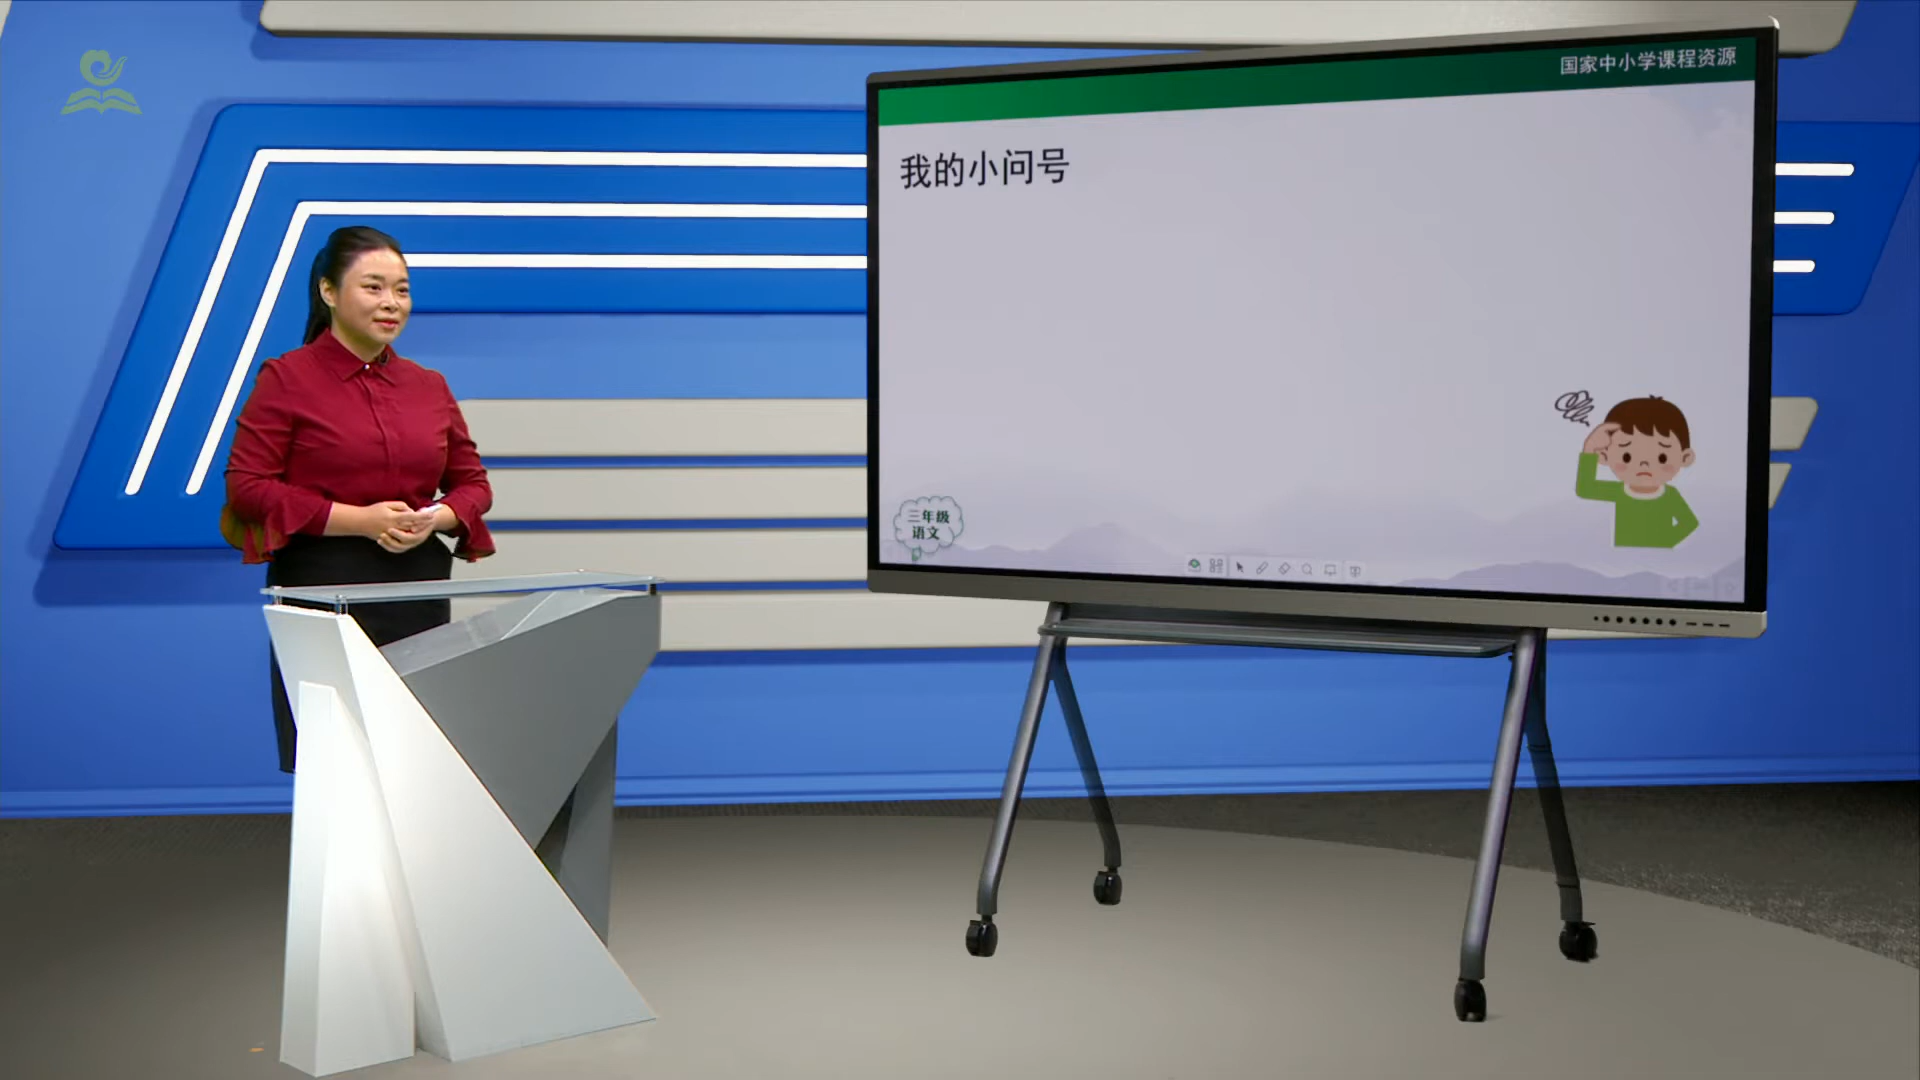 国家中小学课程资源
我的小问号
三年级
语文